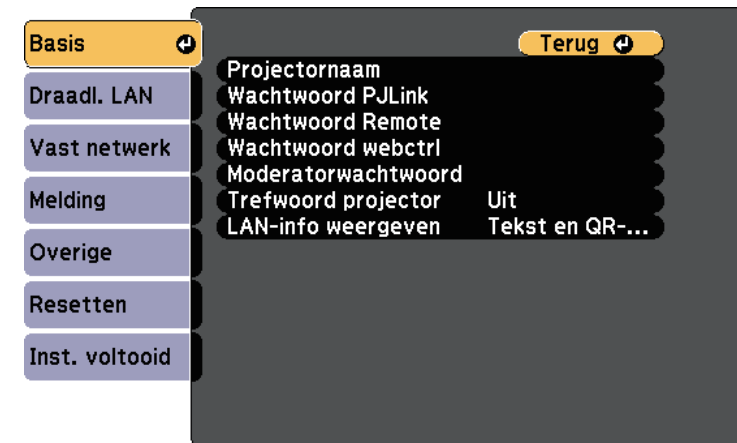 Basis
Draadl. LAN
Vast netwerk
Melding
Overige
Resetten
Inst. voltooid
Terug
Projectornaam
Wachtwoord PJLink
Wachtwoord Remote
Wachtwoord webctrl
Moderatorwachtwoord
Trefwoord projector Uit
LAN-info weergeven Tekst en QR-...